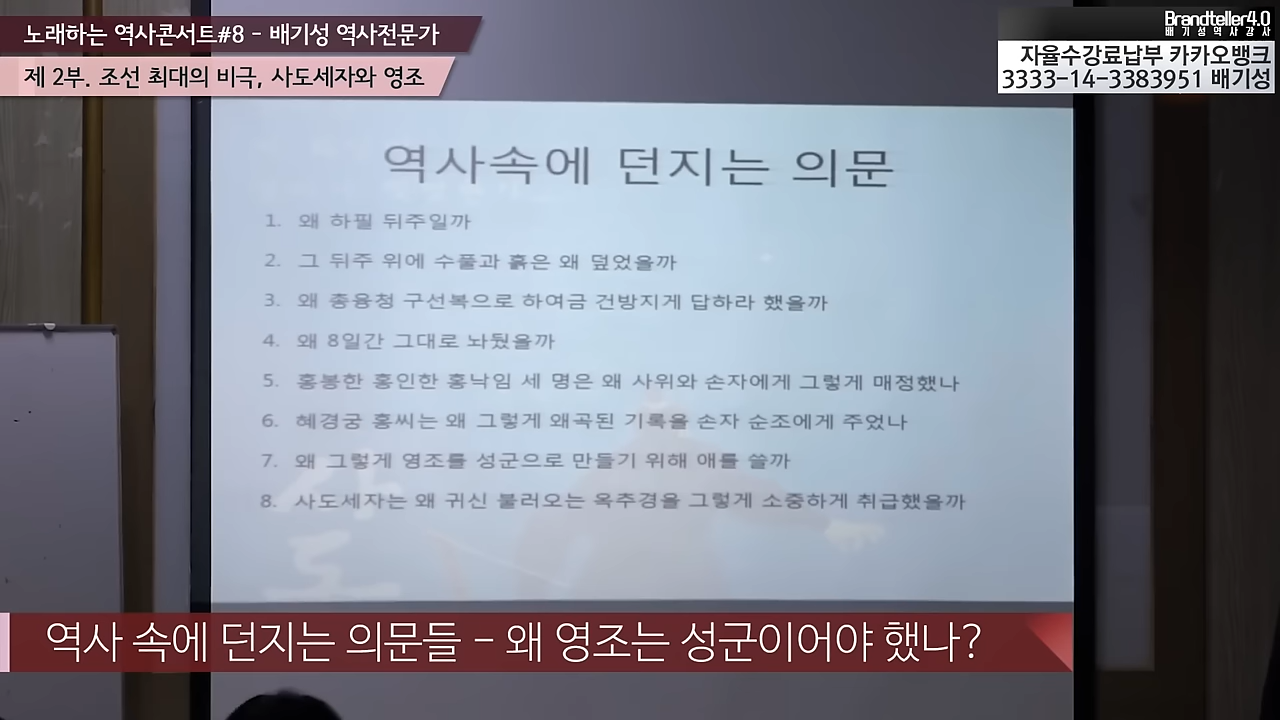 노래하는 역사콘서트#8 - 배기성 역사전문가
제 2부. 조선 최대의 비극, 사도세자와 영조
Brandteller4.0
배기성역사강사
자율수강료납부 카카오뱅크
3333-14-3383951 배기성
역사속에 던지는 의문
1. 왜 하필 뒤주일까
2. 그 뒤주 위에 수풀과 흙은 왜 덮었을까
3. 왜 총융청 구선복으로 하여금 건방지게 답하라 했을까
4. 왜 8일간 그대로 놔뒀을까
5. 홍봉한 홍인한 홍낙임 세 명은 왜 사위와 손자에게 그렇게 매정했나
6. 혜경궁 홍씨는 왜 그렇게 왜곡된 기록을 손자 순조에게 주었나
7. 왜 그렇게 영조를 성군으로 만들기 위해 애를 쓸까
8. 사도세자는 왜 귀신 불러오는 옥추경을 그렇게 소중하게 취급했을까
사
도
역사 속에 던지는 의문들 - 왜 영조는 성군이어야 했나?